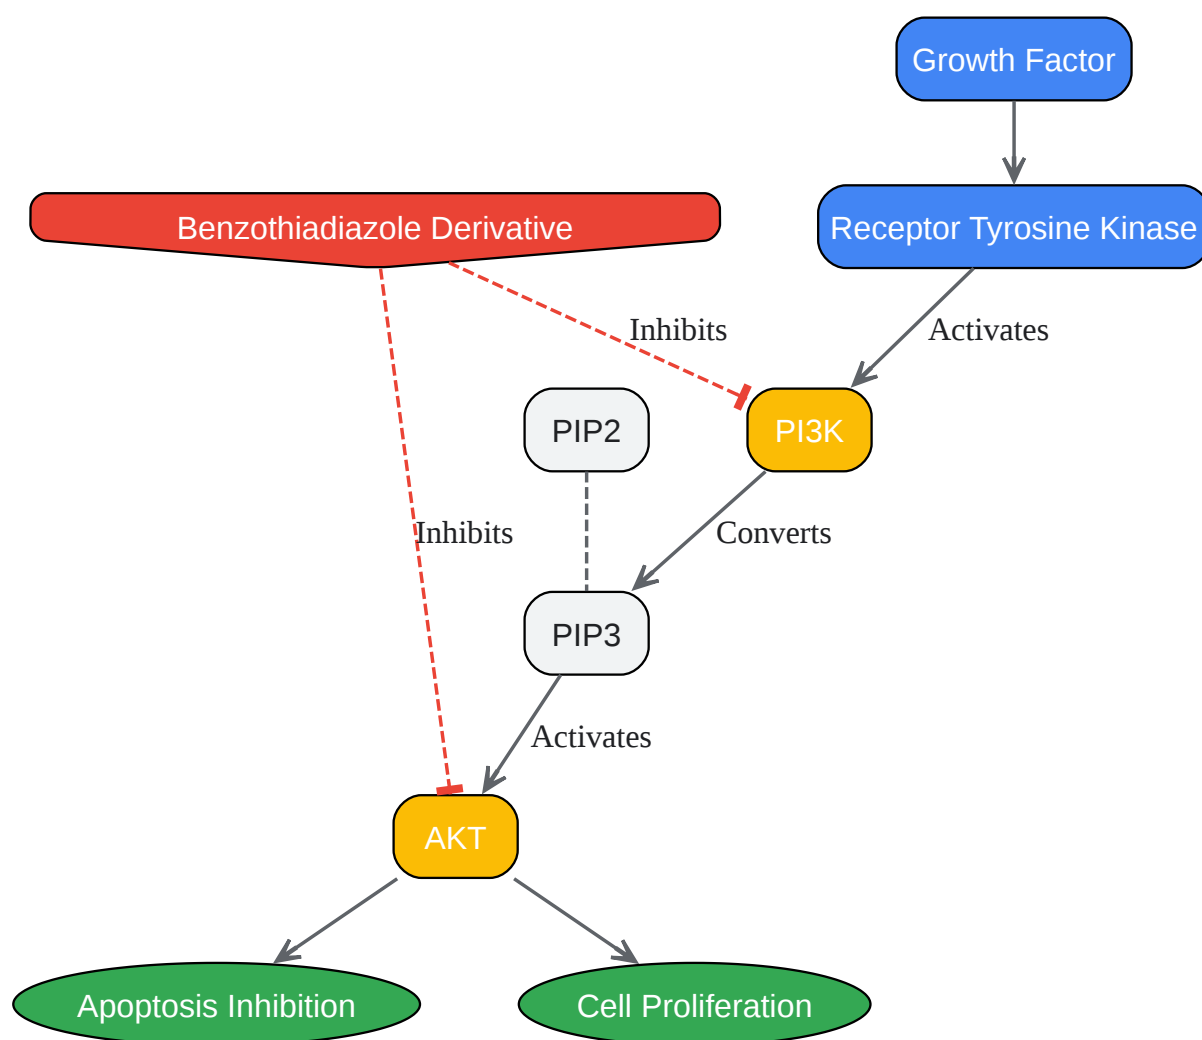 Growth Factor
Benzothiadiazole Derivative
Receptor Tyrosine Kinase
Inhibits
Activates
PIP2
PI3K
Inhibits
Converts
PIP3
Activates
AKT
Apoptosis Inhibition
Cell Proliferation